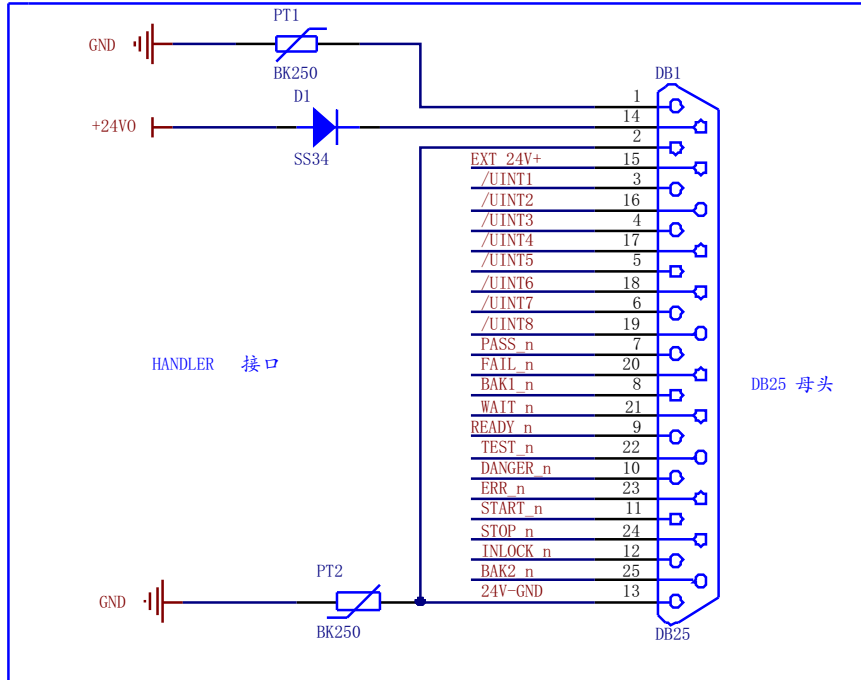 PT1
GND
BK250
DB1
D1
1
+24VO
14
2
SS34
EXT_24V+ 15
/UINT1 3
/UINT2 16
/UINT3 4
/UINT4 17
/UINT5 5
/UINT6 18
/UINT7 6
/UINT8 19
PASS_n 7
HANDLER 接口
FAIL_n 20
BAK1_n 8
DB25 母头
WAIT_n 21
READY_n 9
TEST_n 22
DANGER_n 10
ERR_n 23
START_n 11
STOP_n 24
INLOCK_n 12
PT2
BAK2_n 25
24V-GND 13
GND
BK250
DB25